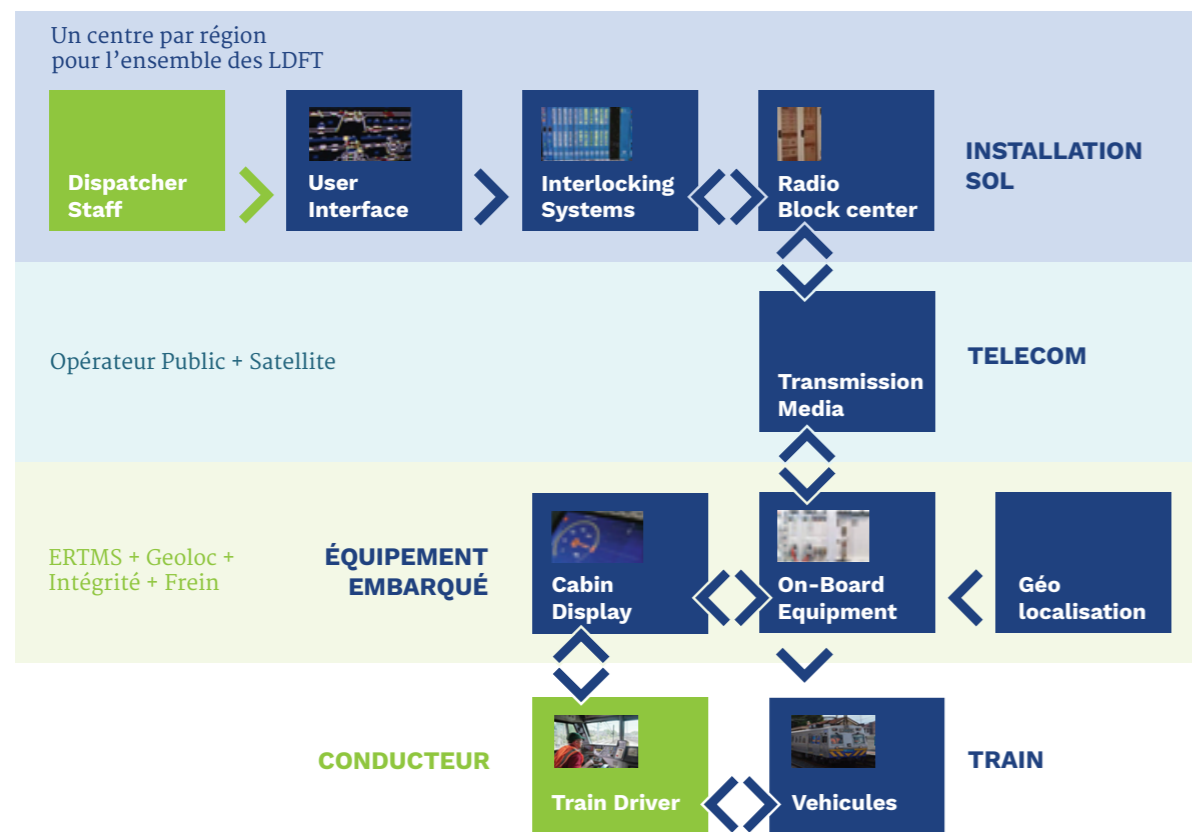 Un centre par région
pour l'ensemble des LDFT
Dispatcher
Staff
User
Interface
Interlocking
Systems
Radio
Block center
INSTALLATION
SOL
Opérateur Public + Satellite
Transmission
Media
TELECOM
ERTMS + Geoloc +
Intégrité + Frein
ÉQUIPEMENT
EMBARQUÉ
Cabin
Display
On-Board
Equipment
Géo
localisation
CONDUCTEUR
Train Driver
Vehicules
TRAIN